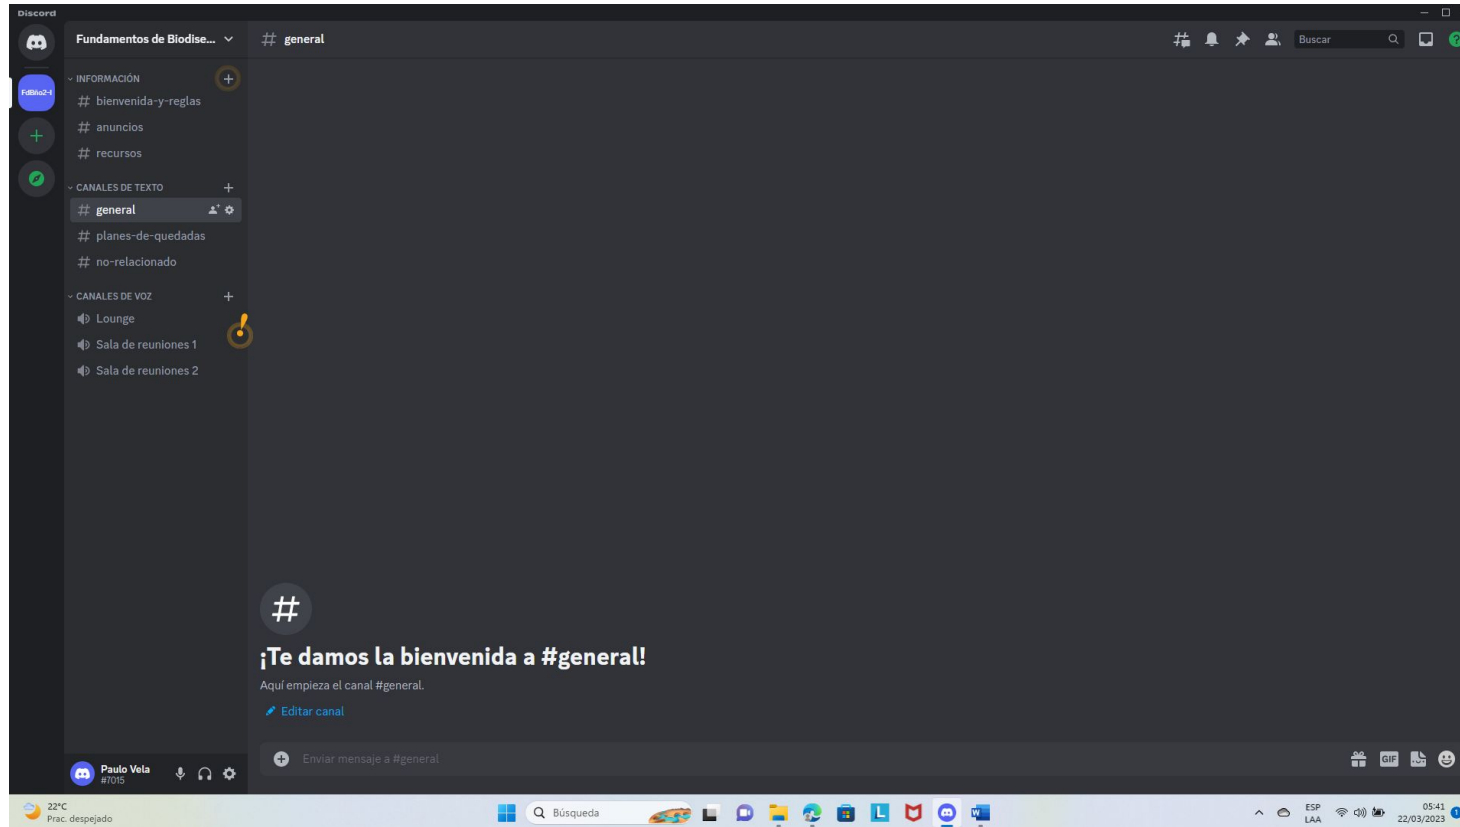 Discord
Fundamentos de Biodise...
general
Buscar
INFORMACIÓN
FdBño2-I
bienvenida-y-reglas
anuncios
recursos
CANALES DE TEXTO
general
planes-de-quedadas
no-relacionado
CANALES DE VOZ
Lounge
Sala de reuniones 1
Sala de reuniones 2
¡Te damos la bienvenida a #general!
Aquí empieza el canal #general.
Editar canal
Enviar mensaje a #general
GIF
Paulo Vela
#7015
22°C
Prac. despejado
Búsqueda
ESP
LAA
05:41
22/03/2023